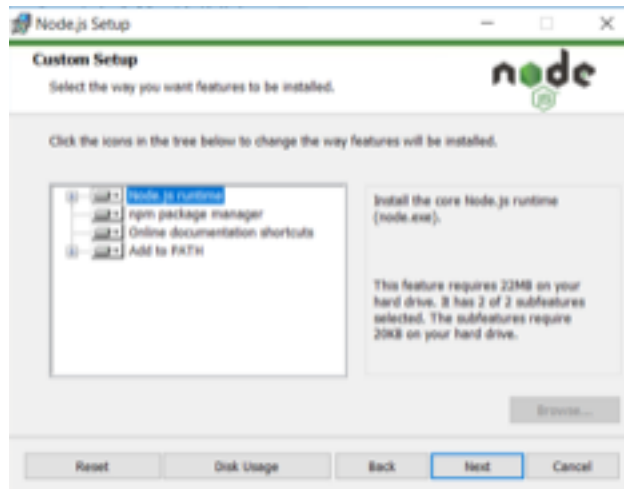 Node.js Setup
Custom Setup
Select the way you want features to be installed.
node
JS
Click the icons in the tree below to change the way features will be installed.
Node.js runtime
npm package manager
Online documentation shortcuts
Add to PATH
Install the core Node.js runtime
(node.exe).
This feature requires 22MB on your
hard drive. It has 2 of 2 subfeatures
selected. The subfeatures require
20KB on your hard drive.
Browse...
Reset
Disk Usage
Back
Next
Cancel